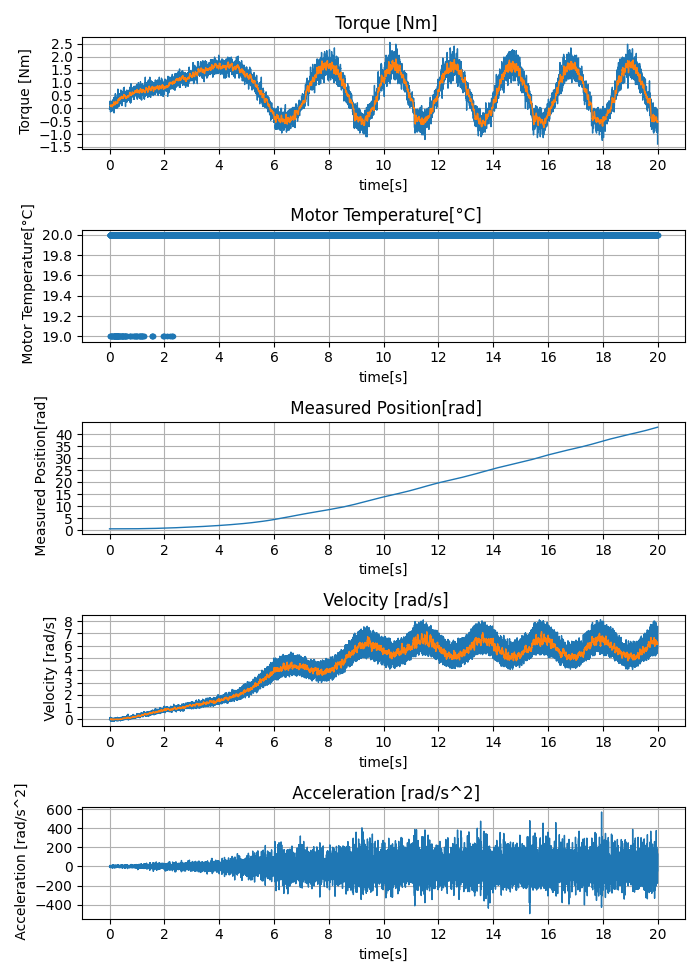 Torque [Nm]
Torque [Nm]
2.5
2.0
1.5
1.0
0.5
0.0
−0.5
−1.0
−1.5
0 2 4 6 8 10 12 14 16 18 20
time[s]
Motor Temperature[°C]
Motor Temperature[°C]
20.0
19.8
19.6
19.4
19.2
19.0
0 2 4 6 8 10 12 14 16 18 20
time[s]
Measured Position[rad]
Measured Position[rad]
40
35
30
25
20
15
10
5
0
0 2 4 6 8 10 12 14 16 18 20
time[s]
Velocity [rad/s]
Velocity [rad/s]
8
7
6
5
4
3
2
1
0
0 2 4 6 8 10 12 14 16 18 20
time[s]
Acceleration [rad/s^2]
Acceleration [rad/s^2]
600
400
200
0
−200
−400
0 2 4 6 8 10 12 14 16 18 20
time[s]